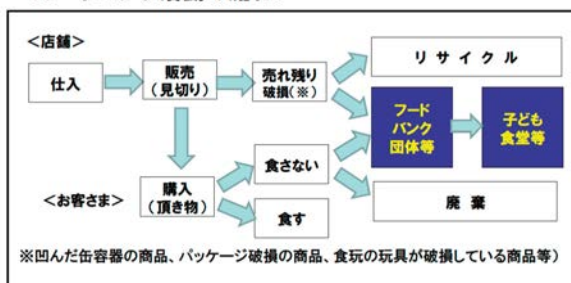 ＜店舗＞
仕入
販売
（見切り）
売れ残り
破損（※）
リサイクル
フード
バンク
団体等
子ども
食堂等
＜お客さま＞
購入
（頂き物）
食さない
食す
廃棄
※凹んだ缶容器の商品、パッケージ破損の商品、食玩の玩具が破損している商品等）